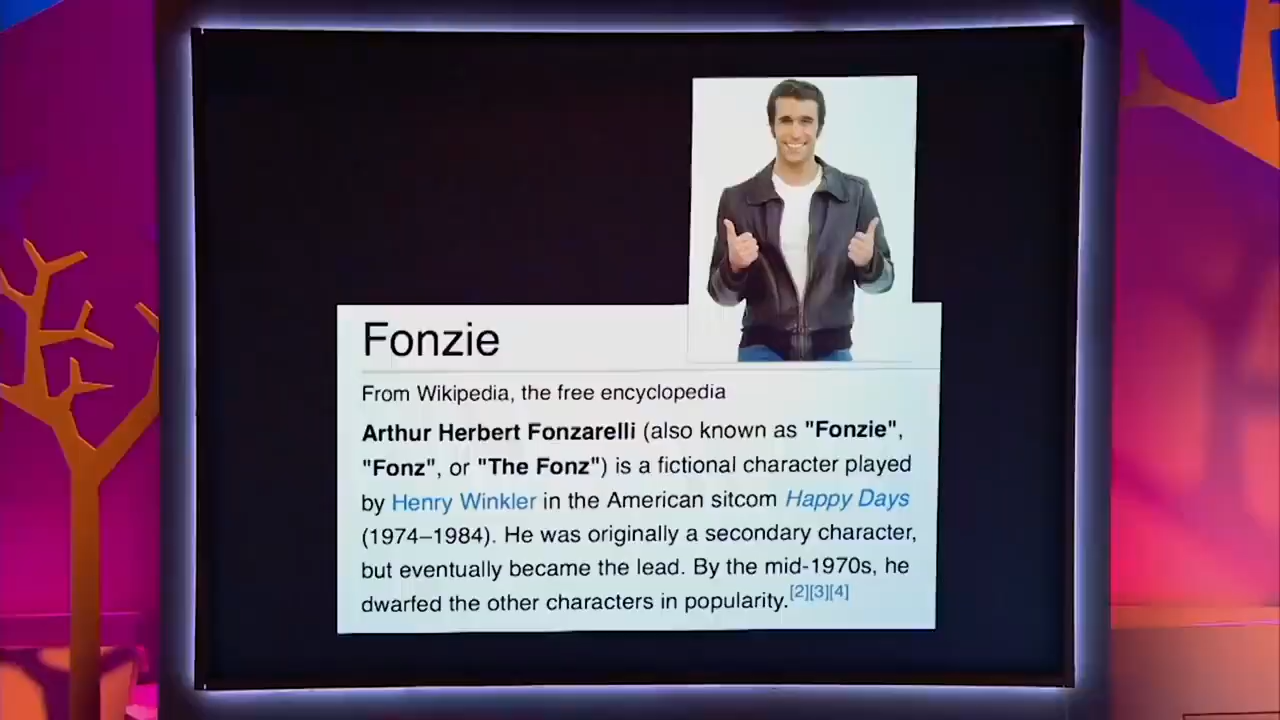 Fonzie
From Wikipedia, the free encyclopedia
Arthur Herbert Fonzarelli (also known as "Fonzie",
"Fonz", or "The Fonz") is a fictional character played
by Henry Winkler in the American sitcom Happy Days
(1974–1984). He was originally a secondary character,
but eventually became the lead. By the mid-1970s, he
dwarfed the other characters in popularity.[2][3][4]